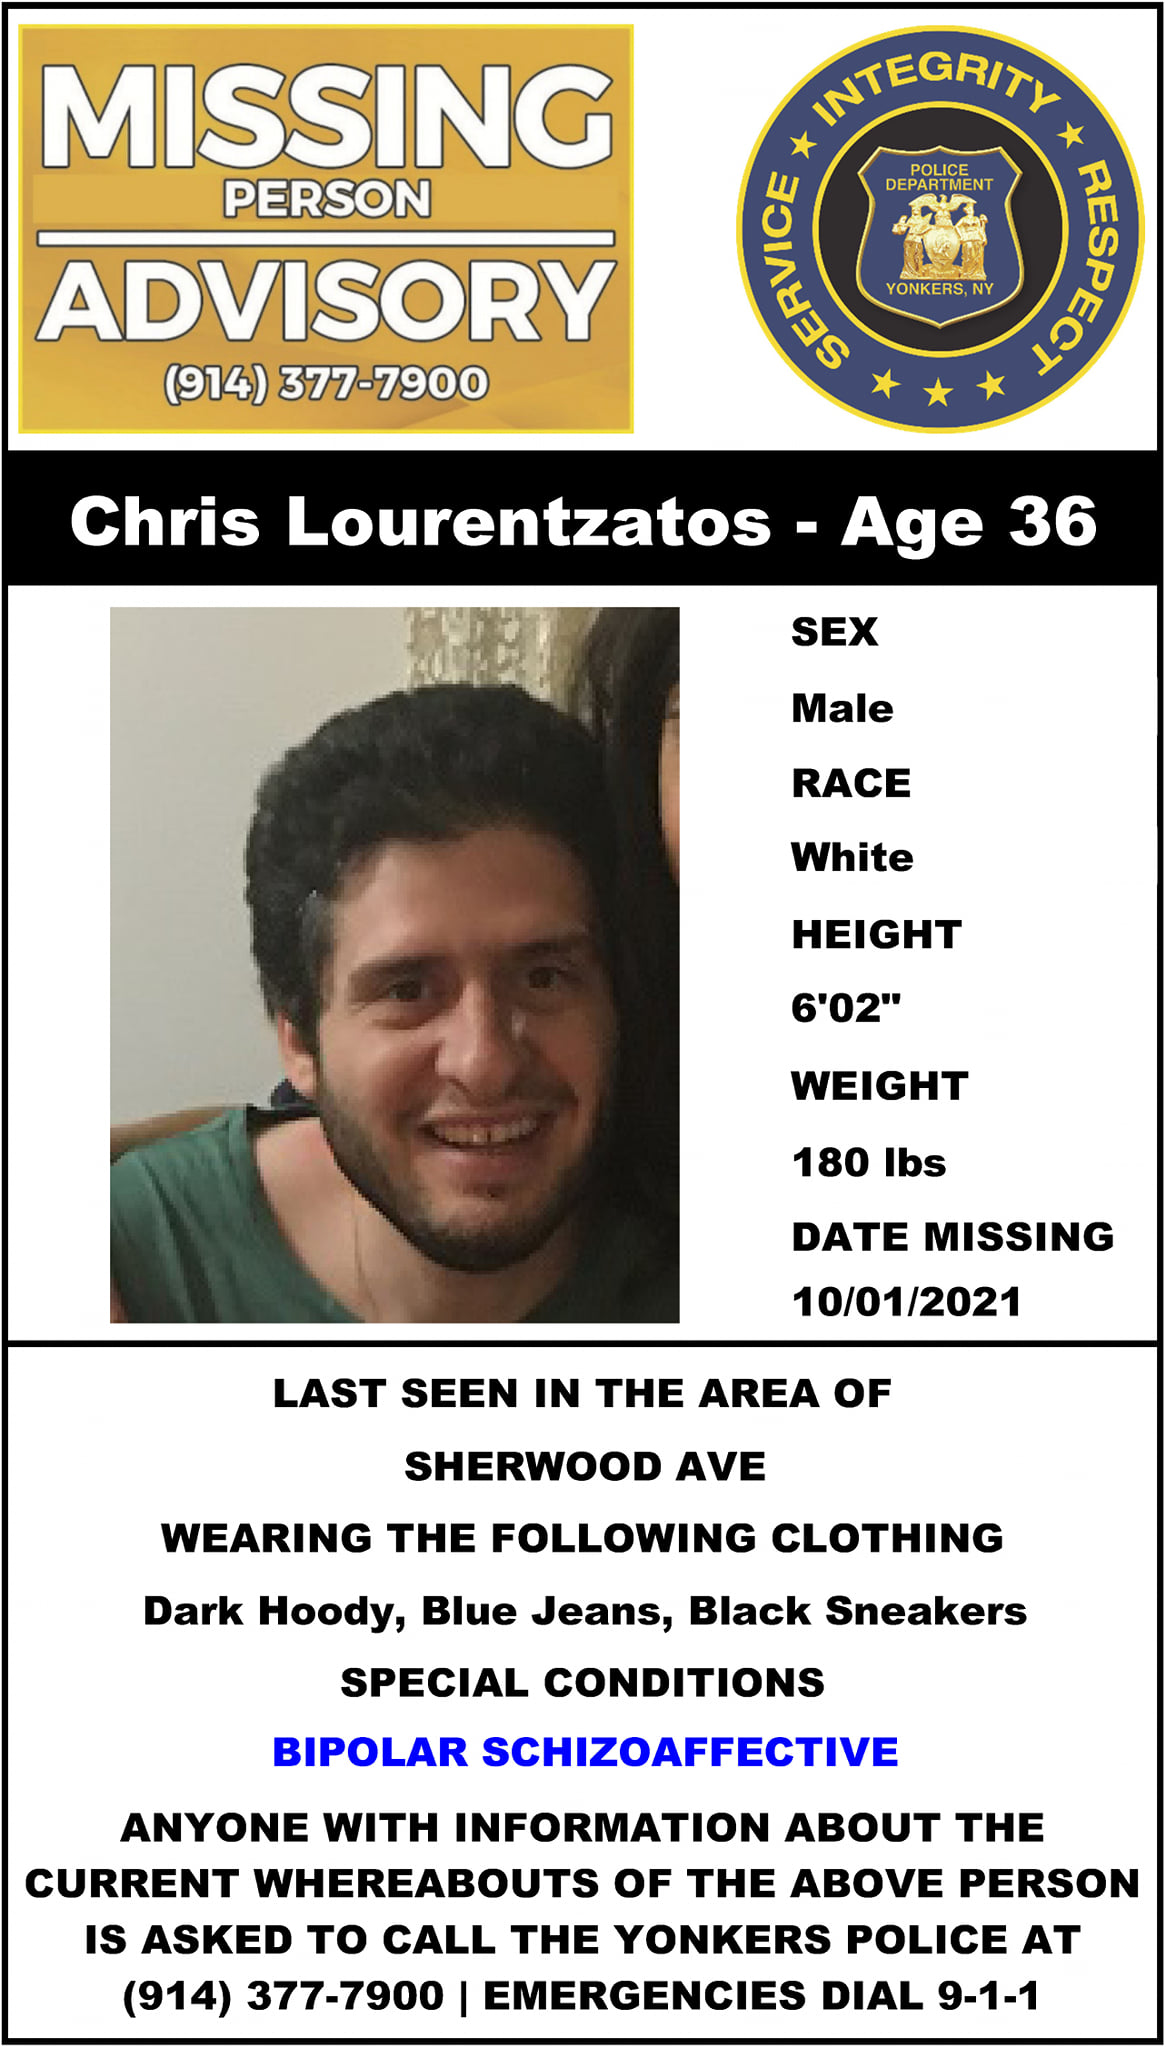 MISSING
PERSON
ADVISORY
(914) 377-7900
SERVICE ★ INTEGRITY ★ RESPECT ★ ★ ★
POLICE
DEPARTMENT
YONKERS, NY
Chris Lourentzatos - Age 36
SEX
Male
RACE
White
HEIGHT
6'02"
WEIGHT
180 lbs
DATE MISSING
10/01/2021
LAST SEEN IN THE AREA OF
SHERWOOD AVE
WEARING THE FOLLOWING CLOTHING
Dark Hoody, Blue Jeans, Black Sneakers
SPECIAL CONDITIONS
BIPOLAR SCHIZOAFFECTIVE
ANYONE WITH INFORMATION ABOUT THE
CURRENT WHEREABOUTS OF THE ABOVE PERSON
IS ASKED TO CALL THE YONKERS POLICE AT
(914) 377-7900 | EMERGENCIES DIAL 9-1-1